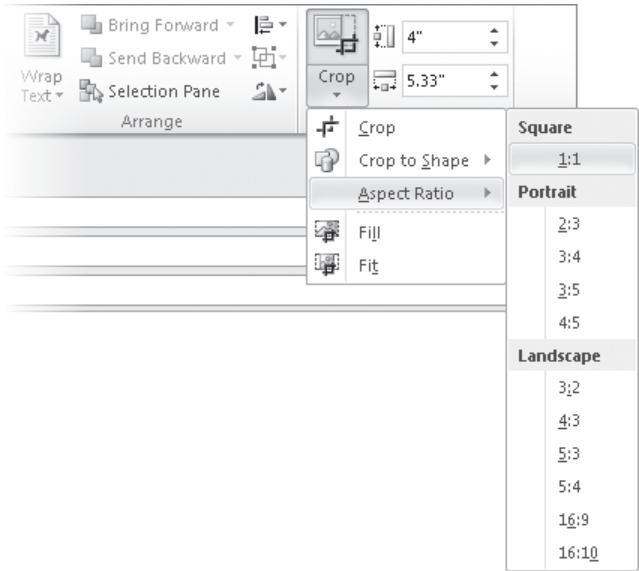 Bring Forward
Send Backward
Wrap
Text
Selection Pane
Arrange
Crop
4"
5.33"
Crop
Crop to Shape
Aspect Ratio
Fill
Fit
Square
1:1
Portrait
2:3
3:4
3:5
4:5
Landscape
3:2
4:3
5:3
5:4
16:9
16:10